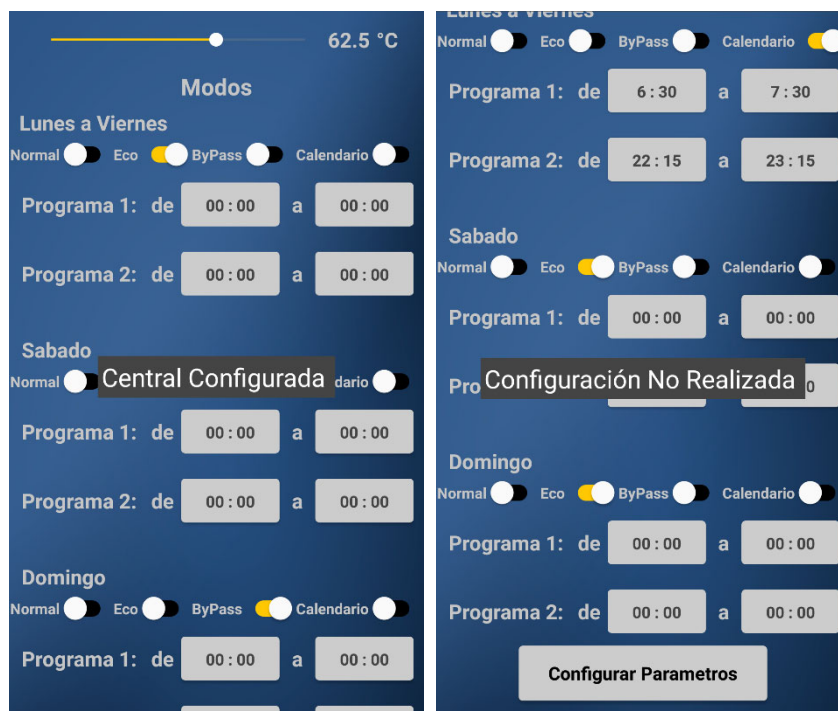 62.5 °C
Modos
Lunes a Viernes
Normal Eco ByPass Calendario
Programa 1: de 00 : 00 a 00 : 00
Programa 2: de 00 : 00 a 00 : 00
Sabado
Normal dario
Central Configurada
Programa 1: de 00 : 00 a 00 : 00
Programa 2: de 00 : 00 a 00 : 00
Domingo
Normal Eco ByPass Calendario
Programa 1: de 00 : 00 a 00 : 00
Lunes a Viernes
Normal Eco ByPass Calendario
Programa 1: de 6 : 30 a 7 : 30
Programa 2: de 22 : 15 a 23 : 15
Sabado
Normal Eco ByPass Calendario
Programa 1: de 00 : 00 a 00 : 00
Pro 0
Configuración No Realizada
Domingo
Normal Eco ByPass Calendario
Programa 1: de 00 : 00 a 00 : 00
Programa 2: de 00 : 00 a 00 : 00
Configurar Parametros